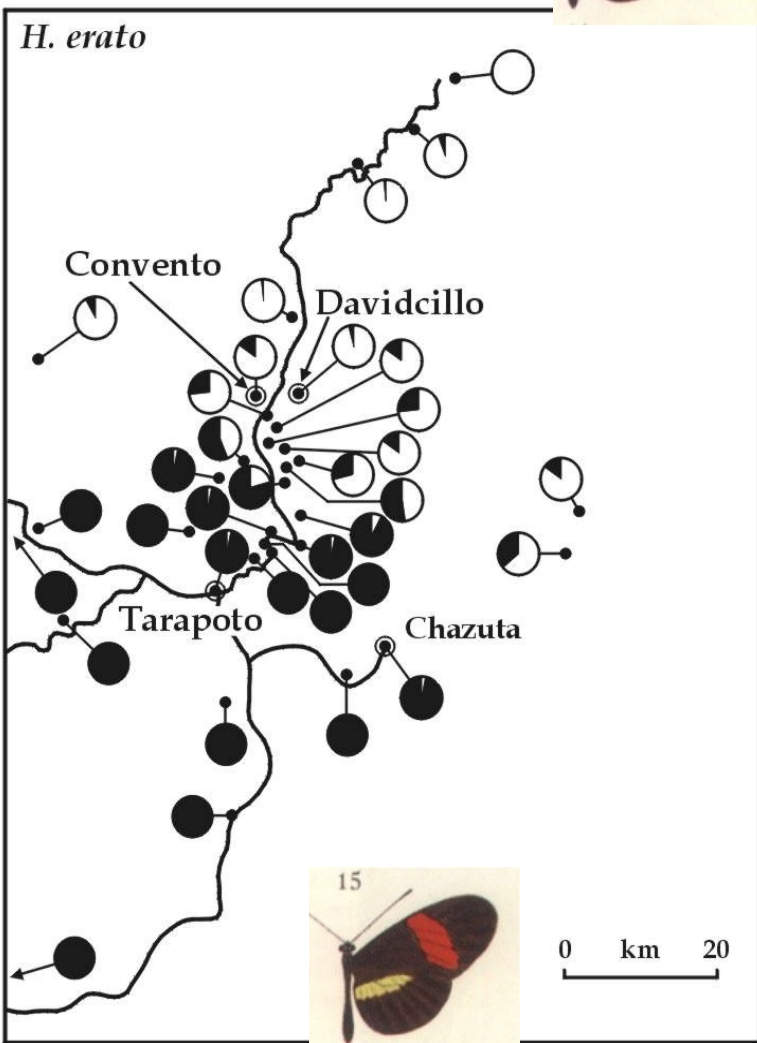 H. erato
Convento
Davidcillo
Tarapoto
Chazuta
15
0 km 20